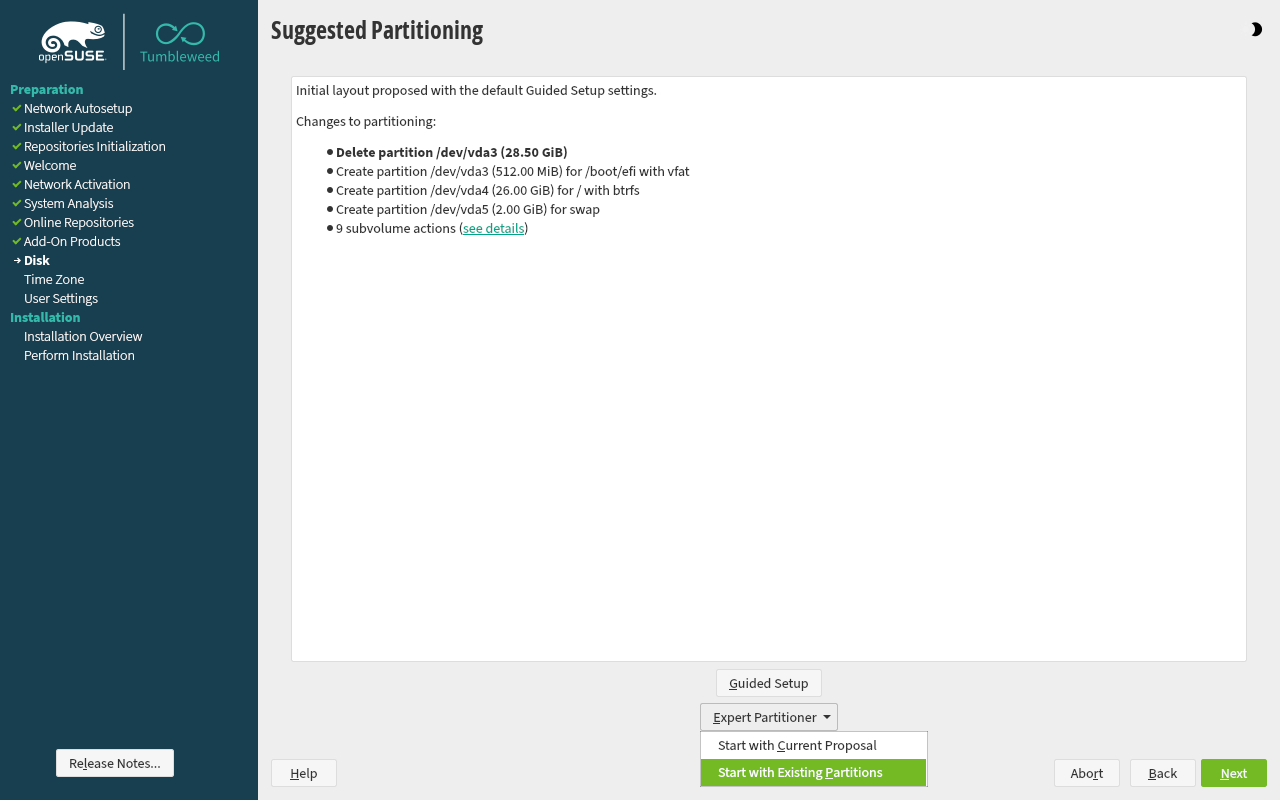 openSUSE
Tumbleweed
Preparation
Network Autosetup
Installer Update
Repositories Initialization
Welcome
Network Activation
System Analysis
Online Repositories
Add-On Products
Disk
Time Zone
User Settings
Installation
Installation Overview
Perform Installation
Release Notes...
Suggested Partitioning
Initial layout proposed with the default Guided Setup settings.
Changes to partitioning:
Delete partition /dev/vda3 (28.50 GiB)
Create partition /dev/vda3 (512.00 MiB) for /boot/efi with vfat
Create partition /dev/vda4 (26.00 GiB) for / with btrfs
Create partition /dev/vda5 (2.00 GiB) for swap
9 subvolume actions (see details)
Guided Setup
Expert Partitioner
Start with Current Proposal
Start with Existing Partitions
Help
Abort
Back
Next